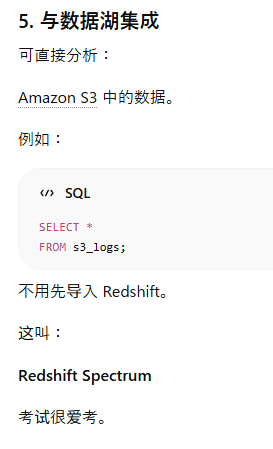 5. 与数据湖集成
可直接分析：
Amazon S3 中的数据。
例如：
</> SQL
SELECT *
FROM s3_logs;
不用先导入 Redshift。
这叫：
Redshift Spectrum
考试很爱考。